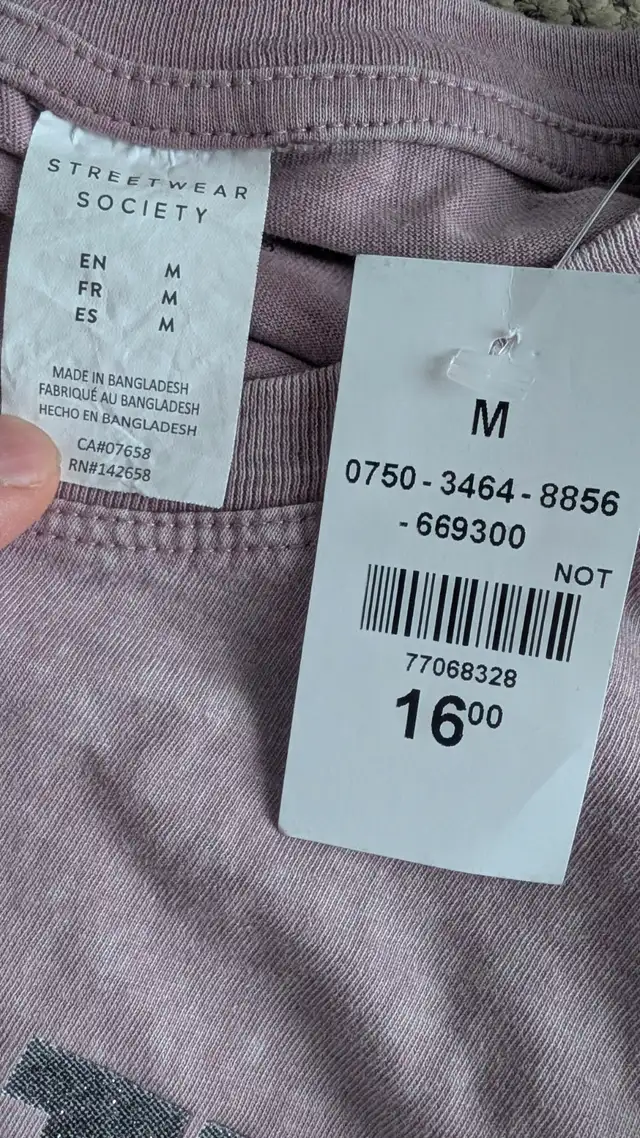 STREETWEAR
SOCIETY
EN M
FR M
ES M
MADE IN BANGLADESH
FABRIQUÉ AU BANGLADESH
HECHO EN BANGLADESH
CA#07658
RN#142658
M
0750-3464-8856
-669300
NOT
77068328
16⁰⁰